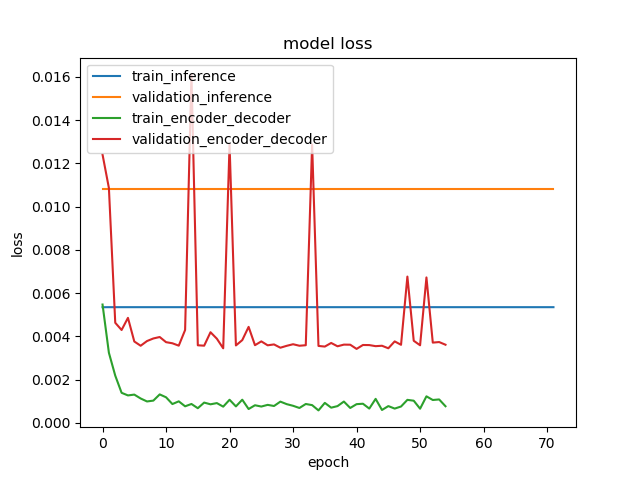 model loss
train_inference
validation_inference
train_encoder_decoder
validation_encoder_decoder
0.016
0.014
0.012
0.010
0.008
0.006
0.004
0.002
0.000
loss
0 10 20 30 40 50 60 70
epoch